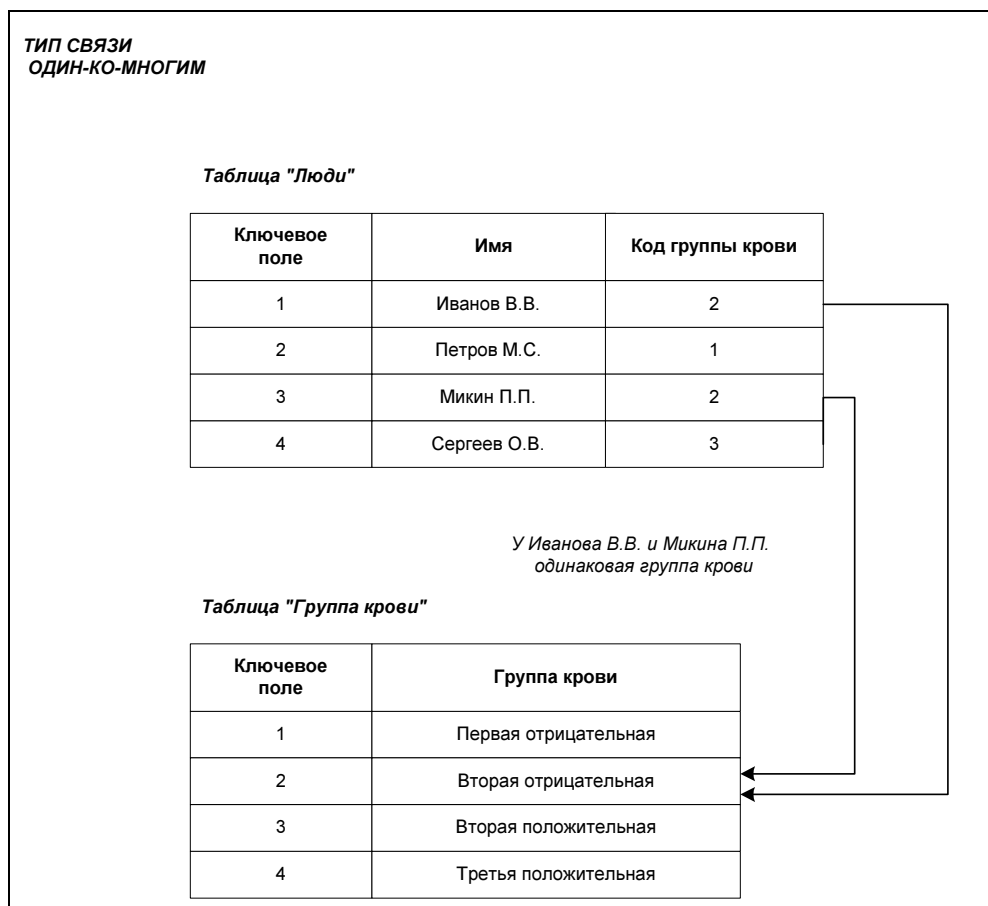 ТИП СВЯЗИ
ОДИН-КО-МНОГИМ
Таблица "Люди"
Ключевое поле Имя Код группы крови
1 Иванов В.В. 2
2 Петров М.С. 1
3 Микин П.П. 2
4 Сергеев О.В. 3
У Иванова В.В. и Микина П.П.
одинаковая группа крови
Таблица "Группа крови"
Ключевое поле Группа крови
1 Первая отрицательная
2 Вторая отрицательная
3 Вторая положительная
4 Третья положительная